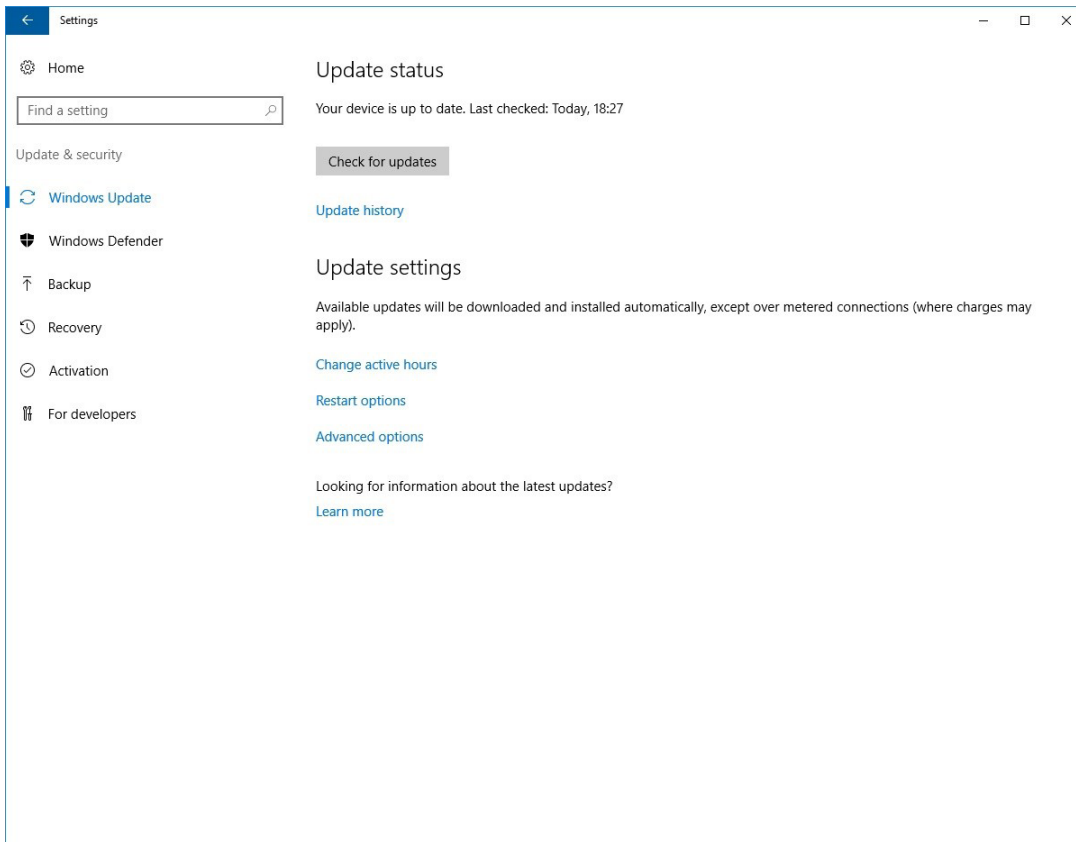 Settings
Home
Find a setting
Update & security
Windows Update
Windows Defender
Backup
Recovery
Activation
For developers
Update status
Your device is up to date. Last checked: Today, 18:27
Check for updates
Update history
Update settings
Available updates will be downloaded and installed automatically, except over metered connections (where charges may
apply).
Change active hours
Restart options
Advanced options
Looking for information about the latest updates?
Learn more